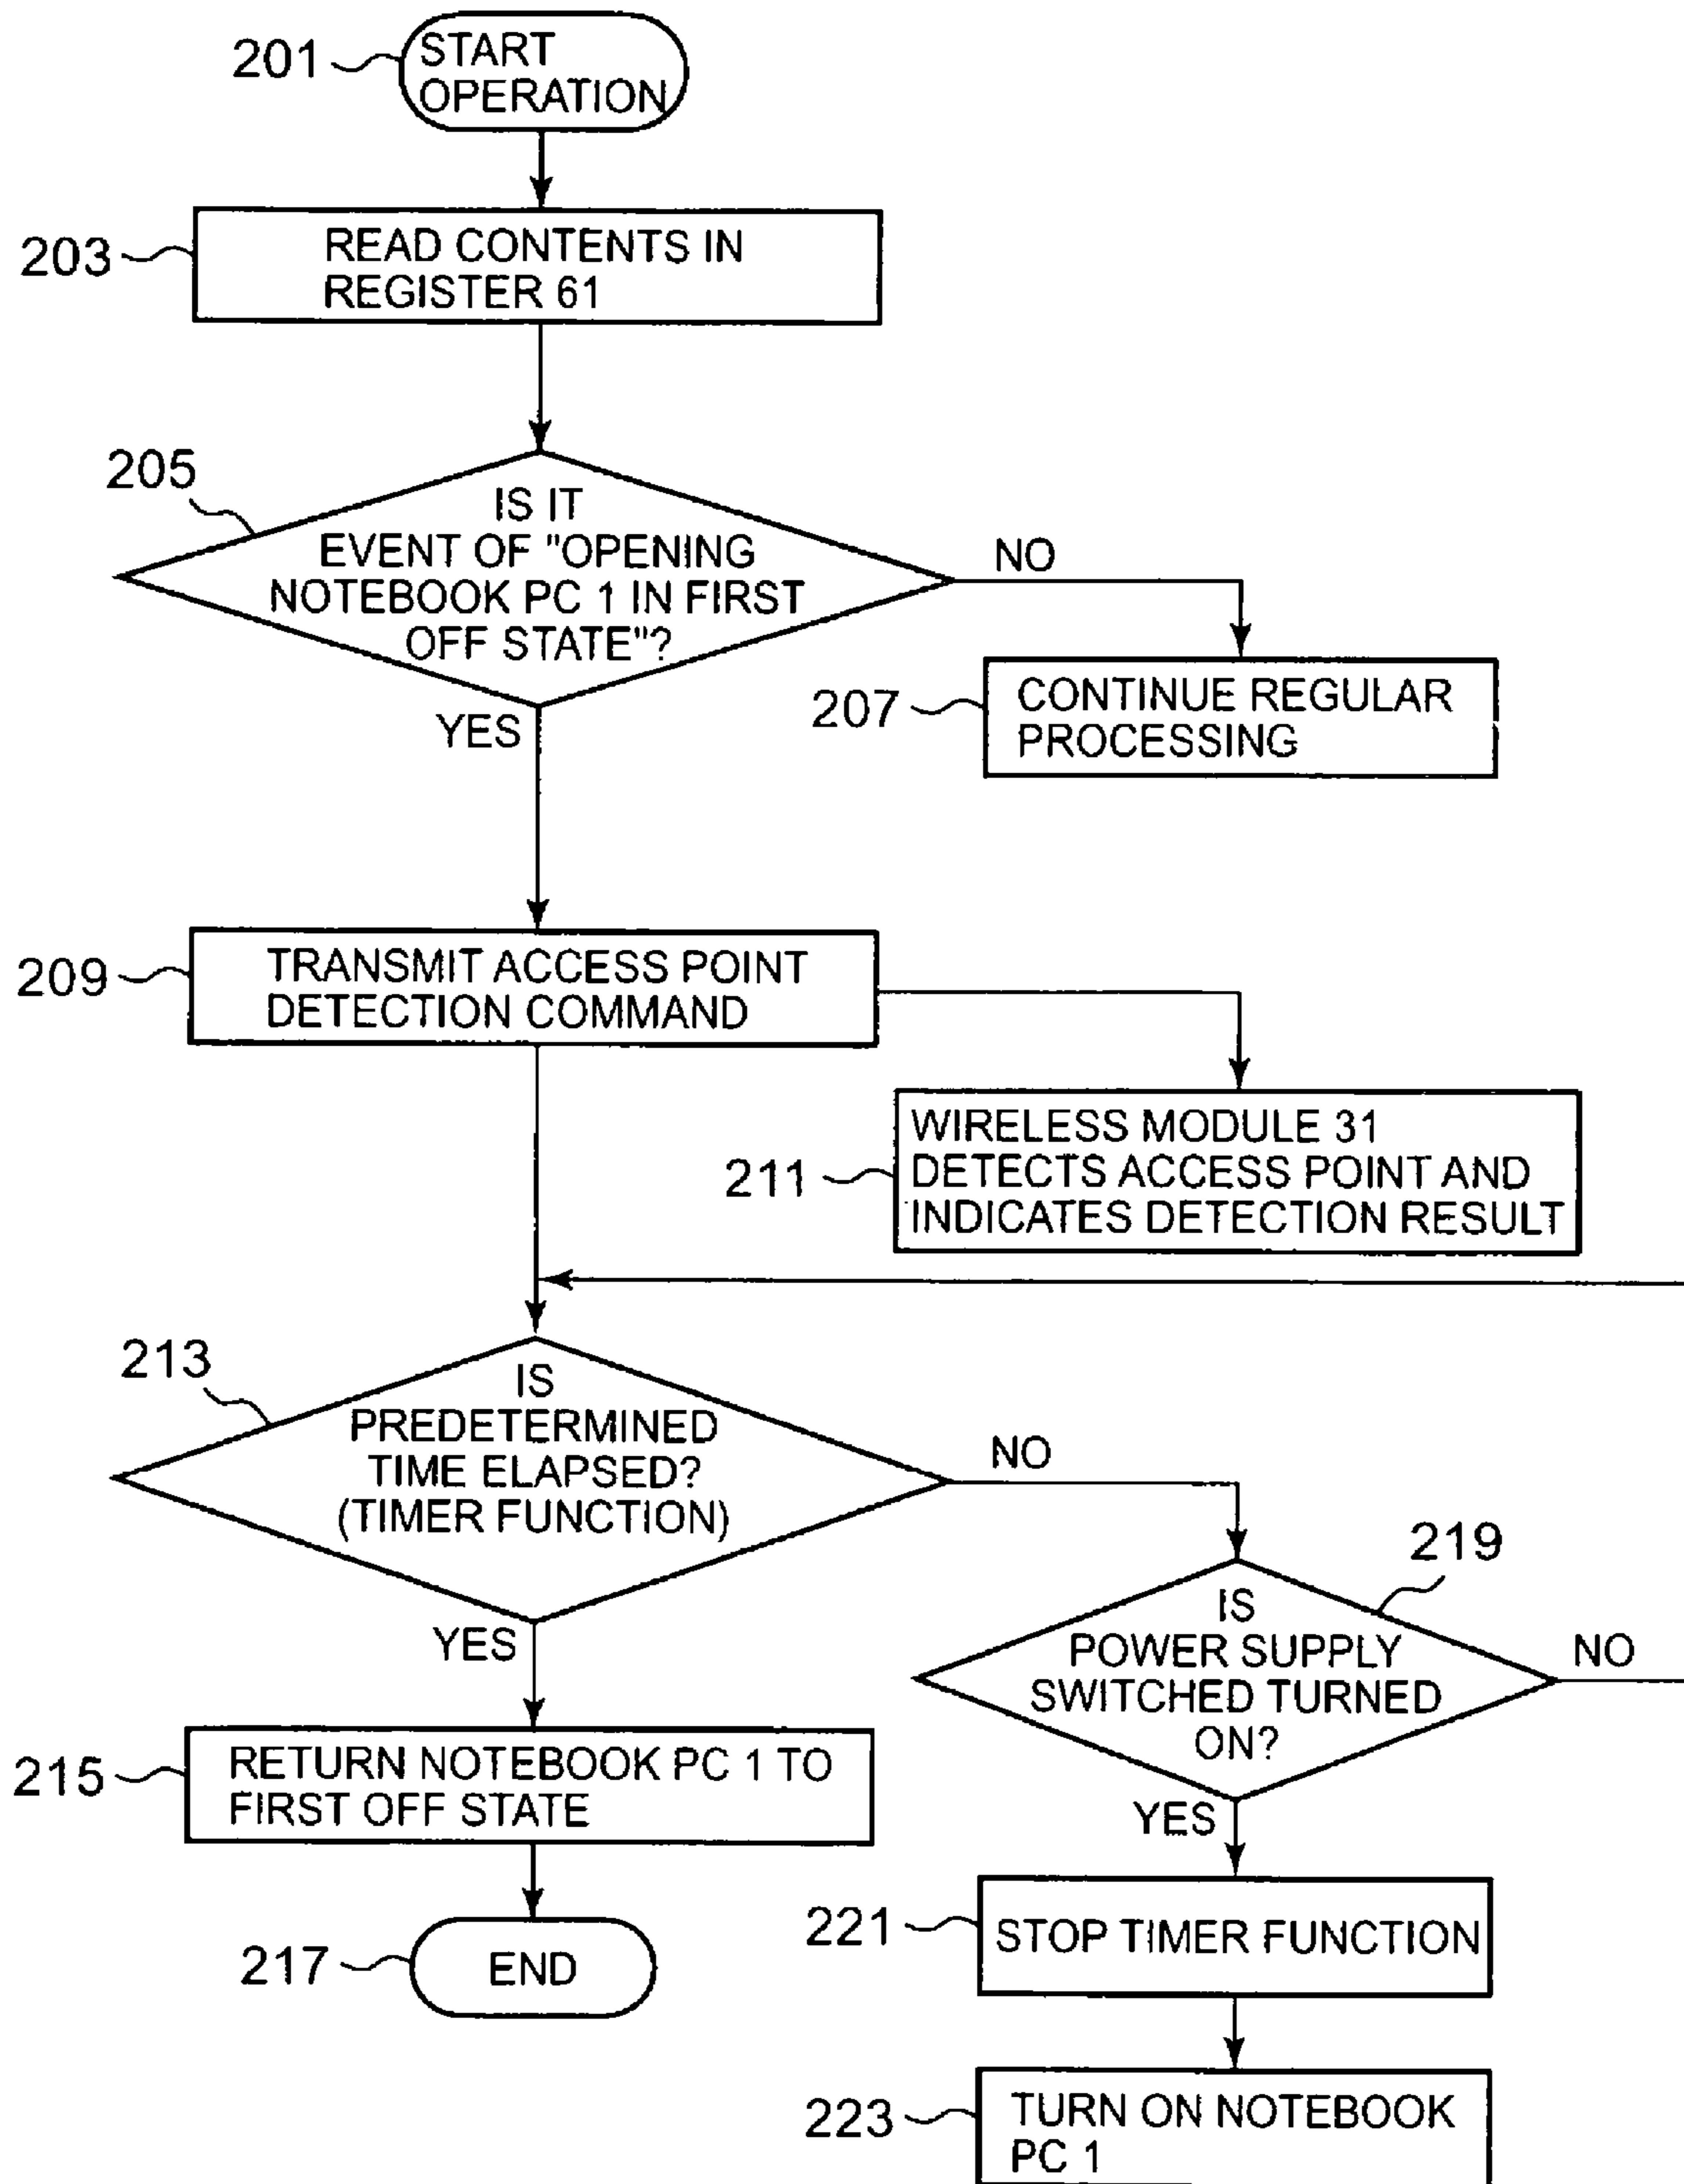 201
START
OPERATION
203
READ CONTENTS IN
REGISTER 61
205
IS IT
EVENT OF "OPENING
NOTEBOOK PC 1 IN FIRST
OFF STATE"?
NO
YES
207
CONTINUE REGULAR
PROCESSING
209
TRANSMIT ACCESS POINT
DETECTION COMMAND
211
WIRELESS MODULE 31
DETECTS ACCESS POINT AND
INDICATES DETECTION RESULT
213
IS
PREDETERMINED
TIME ELAPSED?
(TIMER FUNCTION)
NO
YES
215
RETURN NOTEBOOK PC 1 TO
FIRST OFF STATE
217
END
219
IS
POWER SUPPLY
SWITCHED TURNED
ON?
NO
YES
221
STOP TIMER FUNCTION
223
TURN ON NOTEBOOK
PC 1